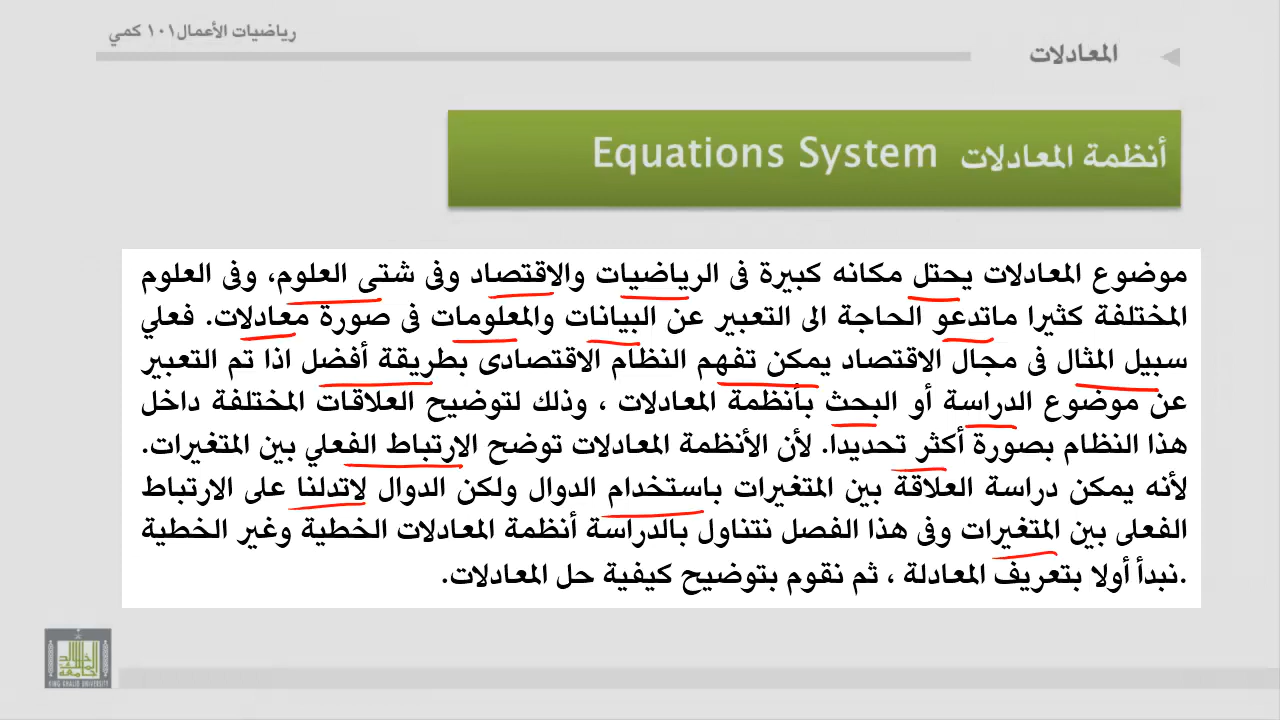 رياضيات الأعمال١٠١ كمي
المعادلات
أنظمة المعادلات Equations System
موضوع المعادلات يحتل مكانه كبيرة فى الرياضيات والاقتصاد وفى شتى العلوم، وفى العلوم
المختلفة كثيرا ماتدعو الحاجة الى التعبير عن البيانات والمعلومات فى صورة معادلات. فعلي
سبيل المثال فى مجال الاقتصاد يمكن تفهم النظام الاقتصادى بطريقة أفضل اذا تم التعبير
عن موضوع الدراسة أو البحث بأنظمة المعادلات ، وذلك لتوضيح العلاقات المختلفة داخل
هذا النظام بصورة أكثر تحديدا. لأن الأنظمة المعادلات توضح الارتباط الفعلي بين المتغيرات.
لأنه يمكن دراسة العلاقة بين المتغيرات باستخدام الدوال ولكن الدوال لاتدلنا على الارتباط
الفعلى بين المتغيرات وفى هذا الفصل نتناول بالدراسة أنظمة المعادلات الخطية وغير الخطية
.نبدأ أولا بتعريف المعادلة ، ثم نقوم بتوضيح كيفية حل المعادلات.
KING KHALID UNIVERSITY